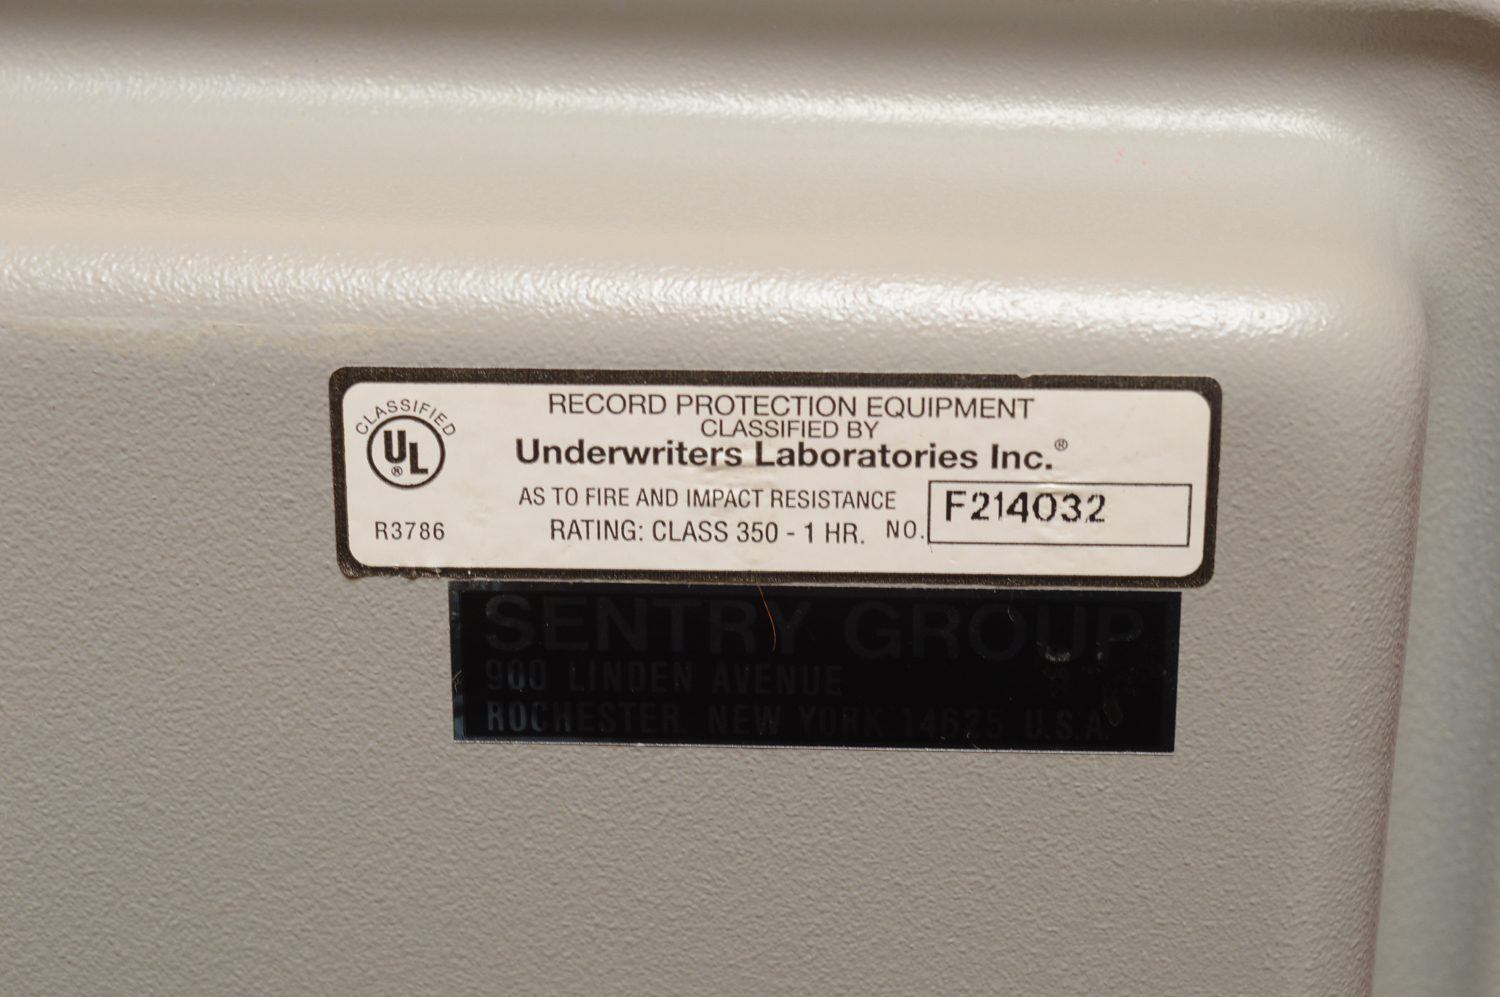 CLASSIFIED
UL®
R3786
RECORD PROTECTION EQUIPMENT
CLASSIFIED BY
Underwriters Laboratories Inc.®
AS TO FIRE AND IMPACT RESISTANCE
RATING: CLASS 350 - 1 HR. NO. F214032
SENTRY GROUP
900 LINDEN AVENUE
ROCHESTER, NEW YORK 14625 U.S.A.